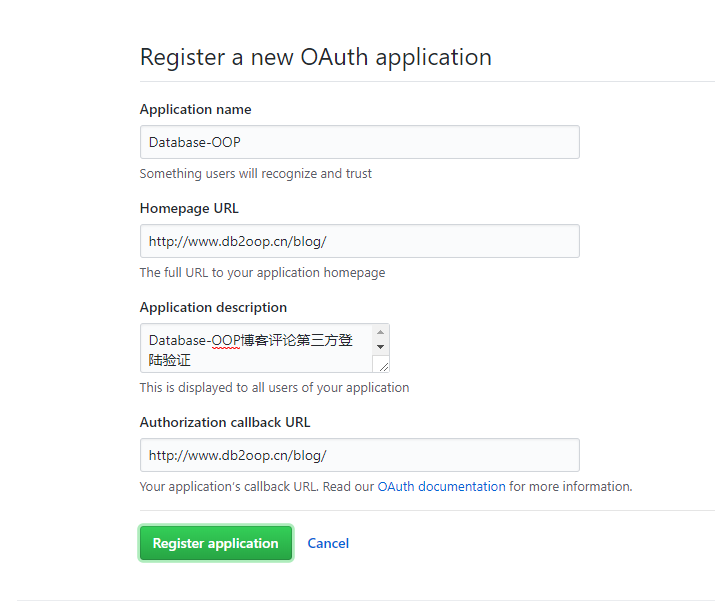 Register a new OAuth application
Application name
Database-OOP
Something users will recognize and trust
Homepage URL
http://www.db2oop.cn/blog/
The full URL to your application homepage
Application description
Database-OOP博客评论第三方登
陆验证
This is displayed to all users of your application
Authorization callback URL
http://www.db2oop.cn/blog/
Your application's callback URL. Read our OAuth documentation for more information.
Register application Cancel